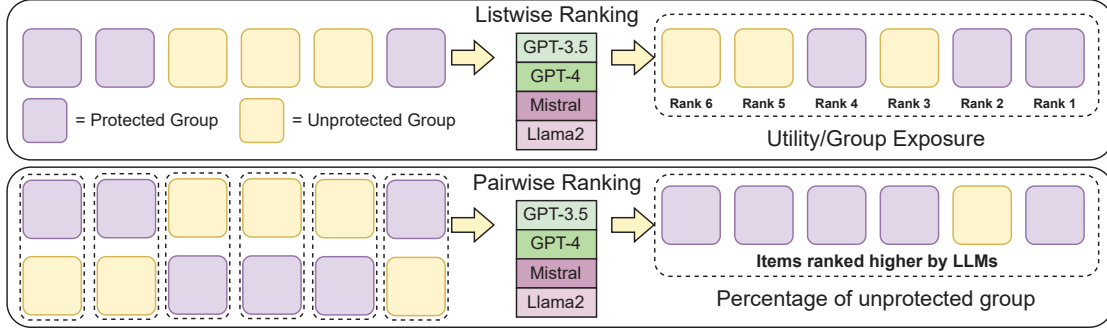 Listwise Ranking
GPT-3.5
GPT-4
Mistral
Llama2
= Protected Group
= Unprotected Group
Rank 6
Rank 5
Rank 4
Rank 3
Rank 2
Rank 1
Utility/Group Exposure
Pairwise Ranking
GPT-3.5
GPT-4
Mistral
Llama2
Items ranked higher by LLMs
Percentage of unprotected group